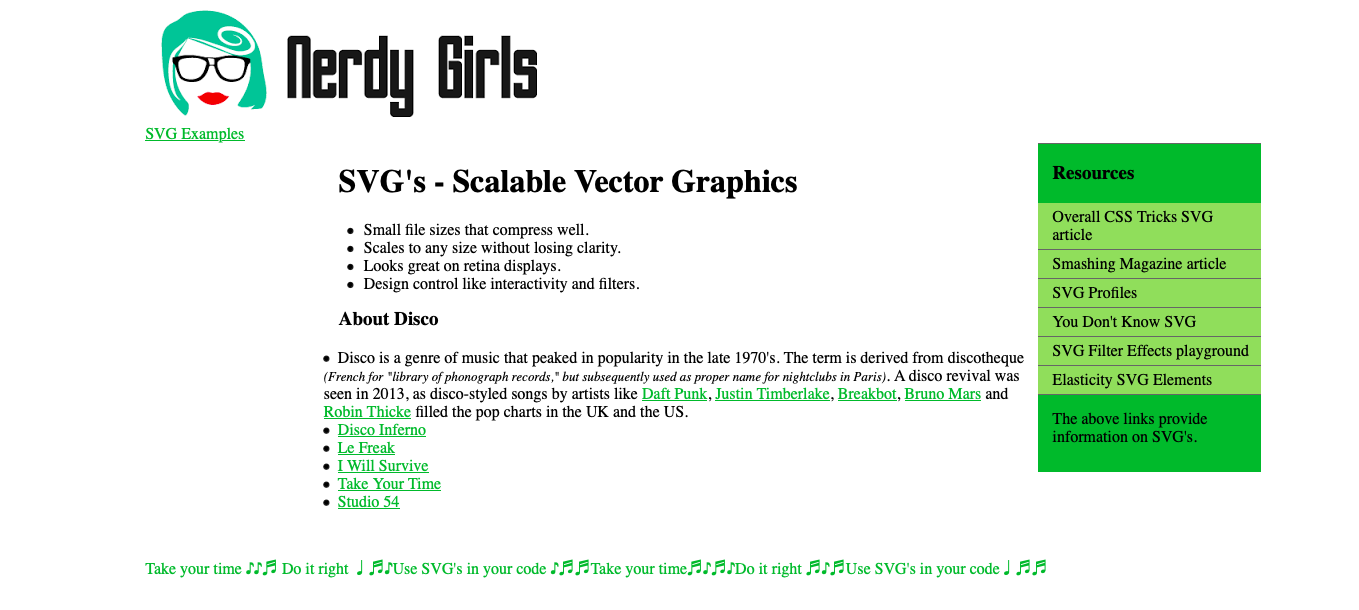 Nerdy Girls
SVG Examples
SVG's - Scalable Vector Graphics
• Small file sizes that compress well.
• Scales to any size without losing clarity.
• Looks great on retina displays.
• Design control like interactivity and filters.
About Disco
• Disco is a genre of music that peaked in popularity in the late 1970's. The term is derived from discotheque
(French for "library of phonograph records," but subsequently used as proper name for nightclubs in Paris). A disco revival was
seen in 2013, as disco-styled songs by artists like Daft Punk, Justin Timberlake, Breakbot, Bruno Mars and
Robin Thicke filled the pop charts in the UK and the US.
• Disco Inferno
• Le Freak
• I Will Survive
• Take Your Time
• Studio 54
Resources
Overall CSS Tricks SVG
article
Smashing Magazine article
SVG Profiles
You Don't Know SVG
SVG Filter Effects playground
Elasticity SVG Elements
The above links provide
information on SVG's.
Take your time ♪♪♬ Do it right ♩ ♬♪Use SVG's in your code ♪♬♬Take your time♬♪♬♪Do it right ♬♪♬Use SVG's in your code ♩ ♬♬